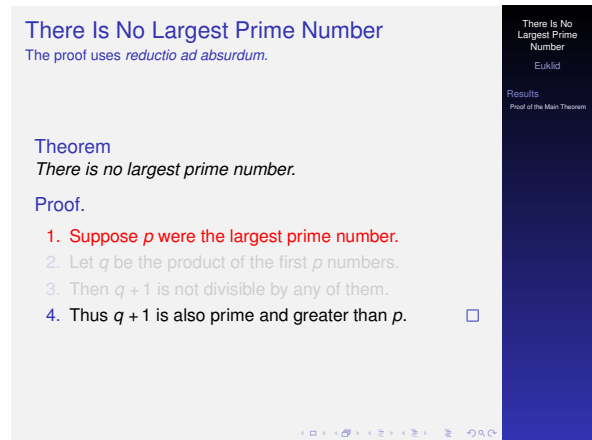 There Is No Largest Prime Number
The proof uses reductio ad absurdum.
Theorem
There is no largest prime number.
Proof.
1. Suppose p were the largest prime number.
2. Let q be the product of the first p numbers.
3. Then q + 1 is not divisible by any of them.
4. Thus q + 1 is also prime and greater than p.
There Is No
Largest Prime
Number
Euklid
Results
Proof of the Main Theorem